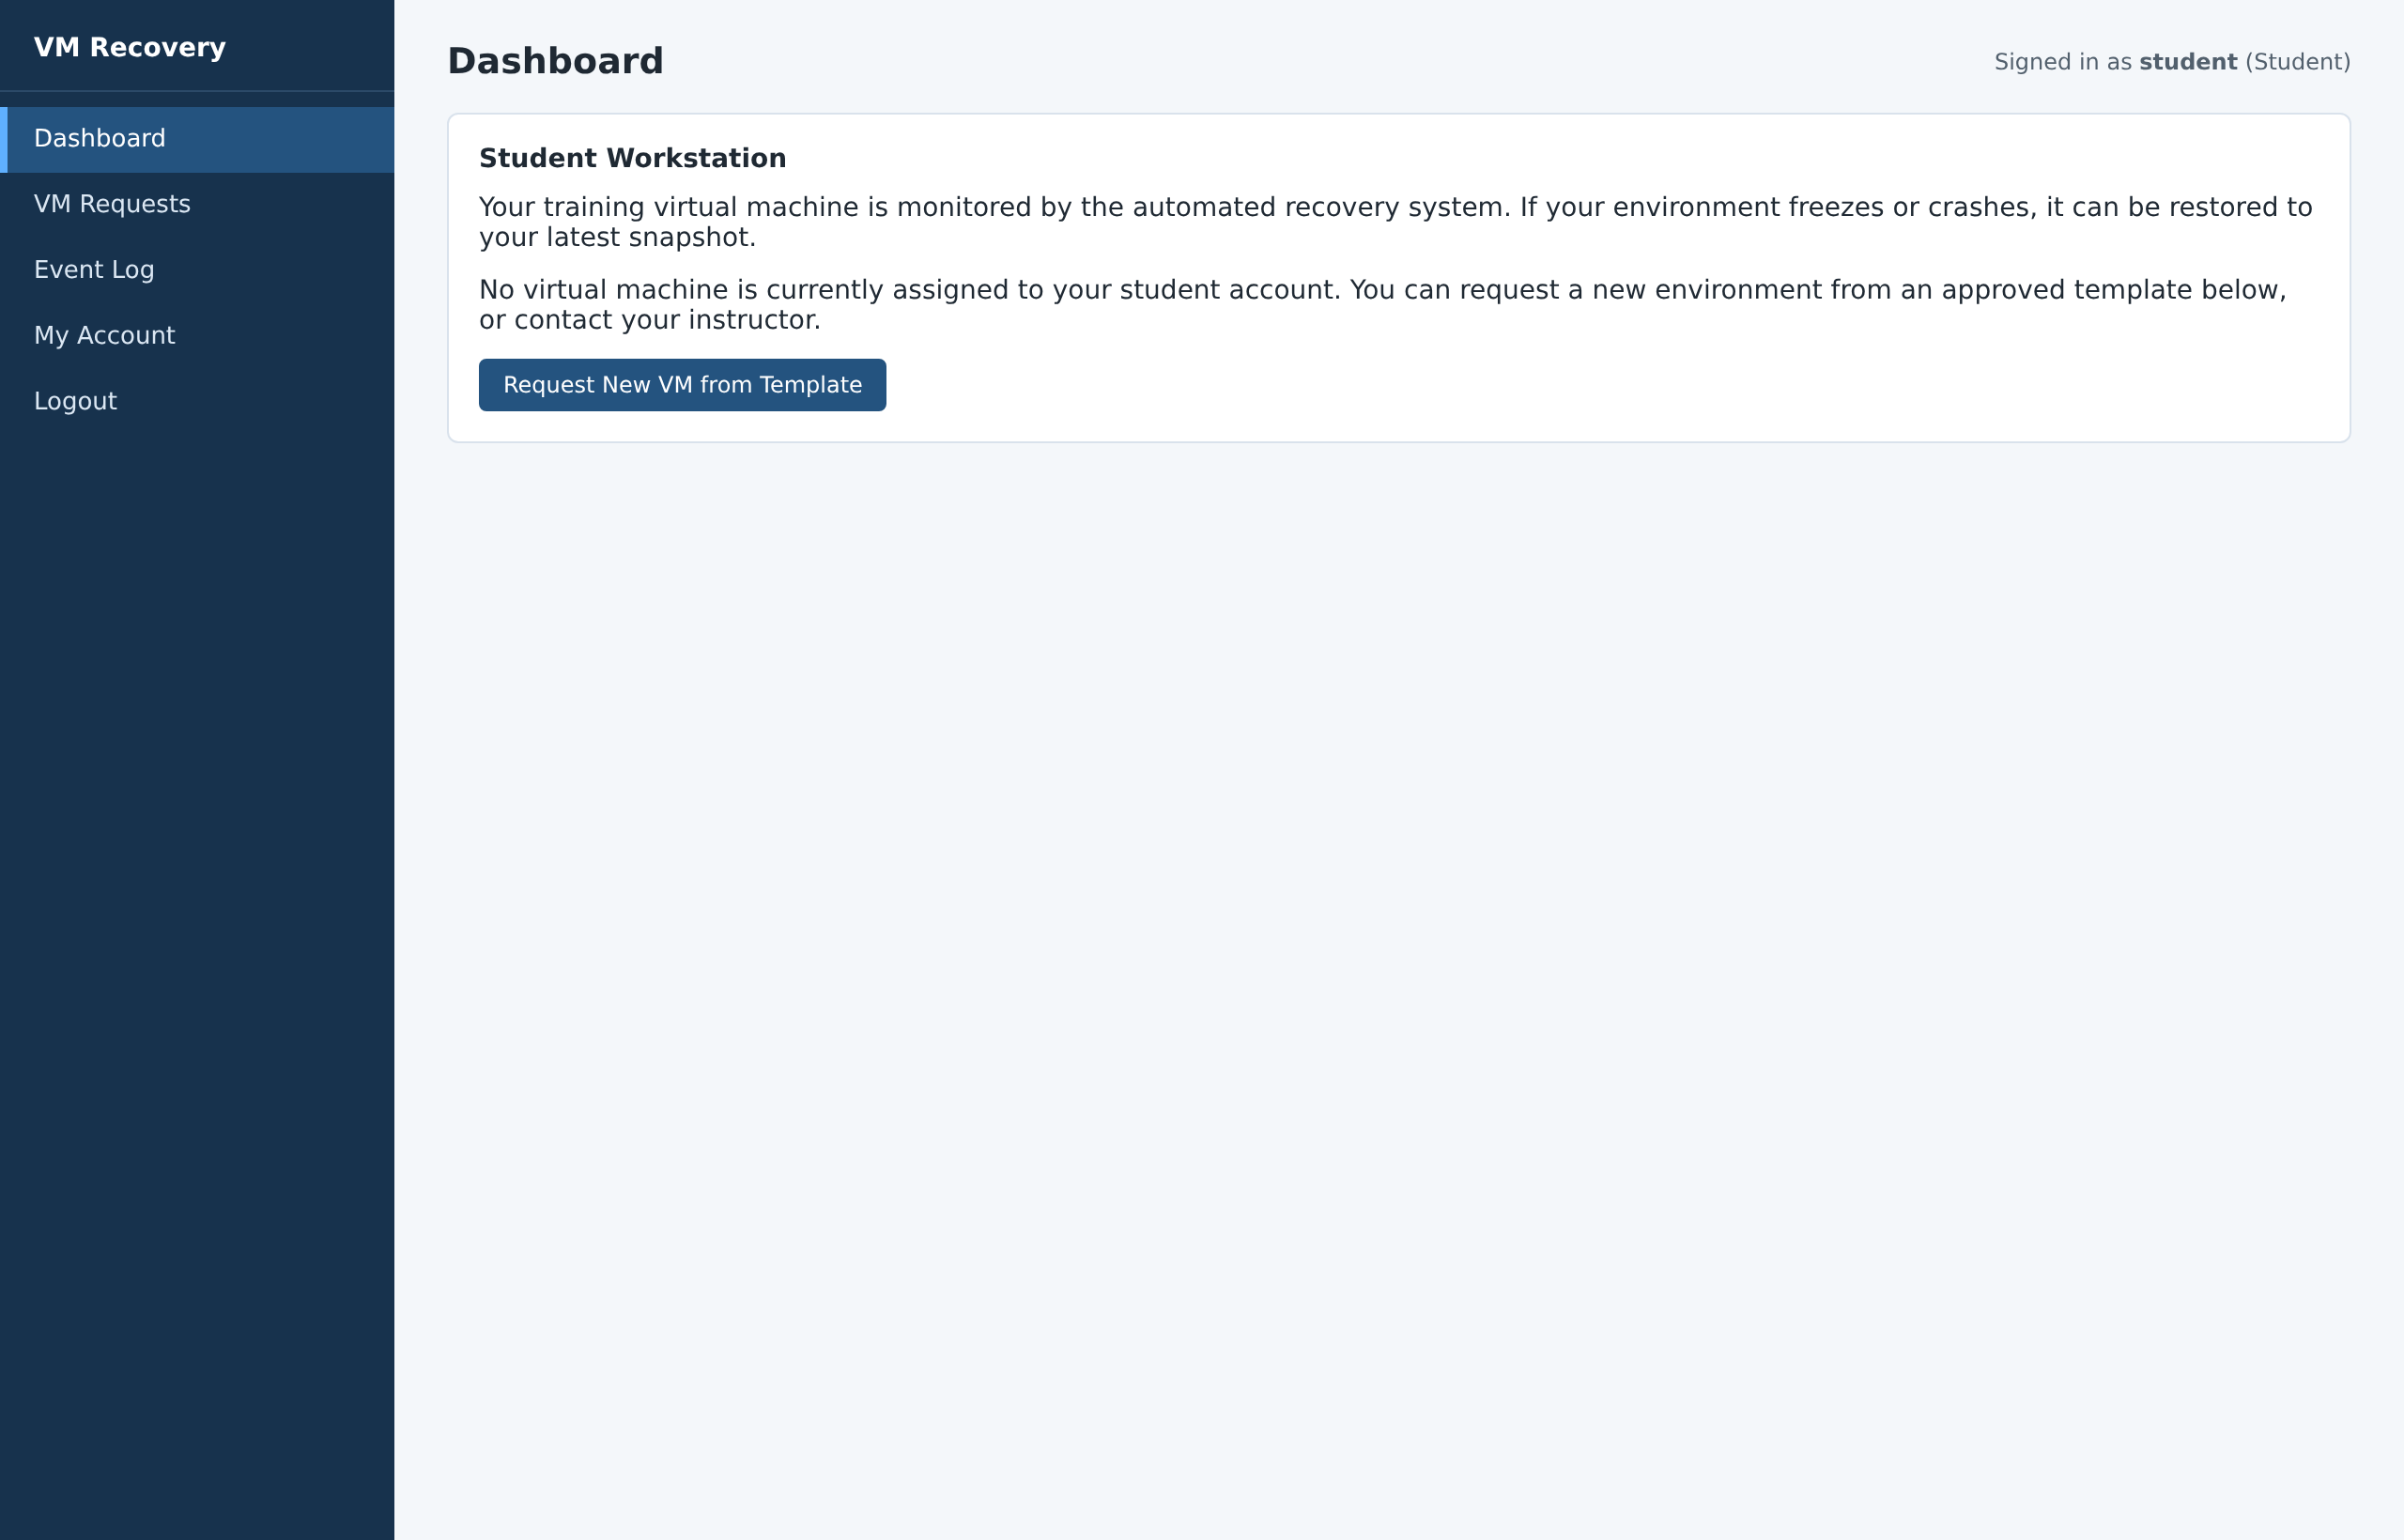 VM Recovery
Dashboard
VM Requests
Event Log
My Account
Logout
Dashboard
Signed in as student (Student)
Student Workstation
Your training virtual machine is monitored by the automated recovery system. If your environment freezes or crashes, it can be restored to
your latest snapshot.
No virtual machine is currently assigned to your student account. You can request a new environment from an approved template below,
or contact your instructor.
Request New VM from Template